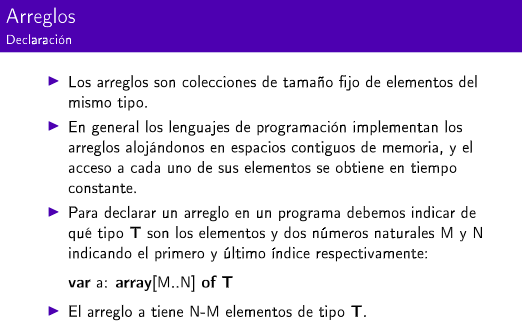 Arreglos
Declaración
Los arreglos son colecciones de tamaño fijo de elementos del
mismo tipo.
En general los lenguajes de programación implementan los
arreglos alojándonos en espacios contiguos de memoria, y el
acceso a cada uno de sus elementos se obtiene en tiempo
constante.
Para declarar un arreglo en un programa debemos indicar de
qué tipo T son los elementos y dos números naturales M y N
indicando el primero y último índice respectivamente:
var a: array[M..N] of T
El arreglo a tiene N-M elementos de tipo T.